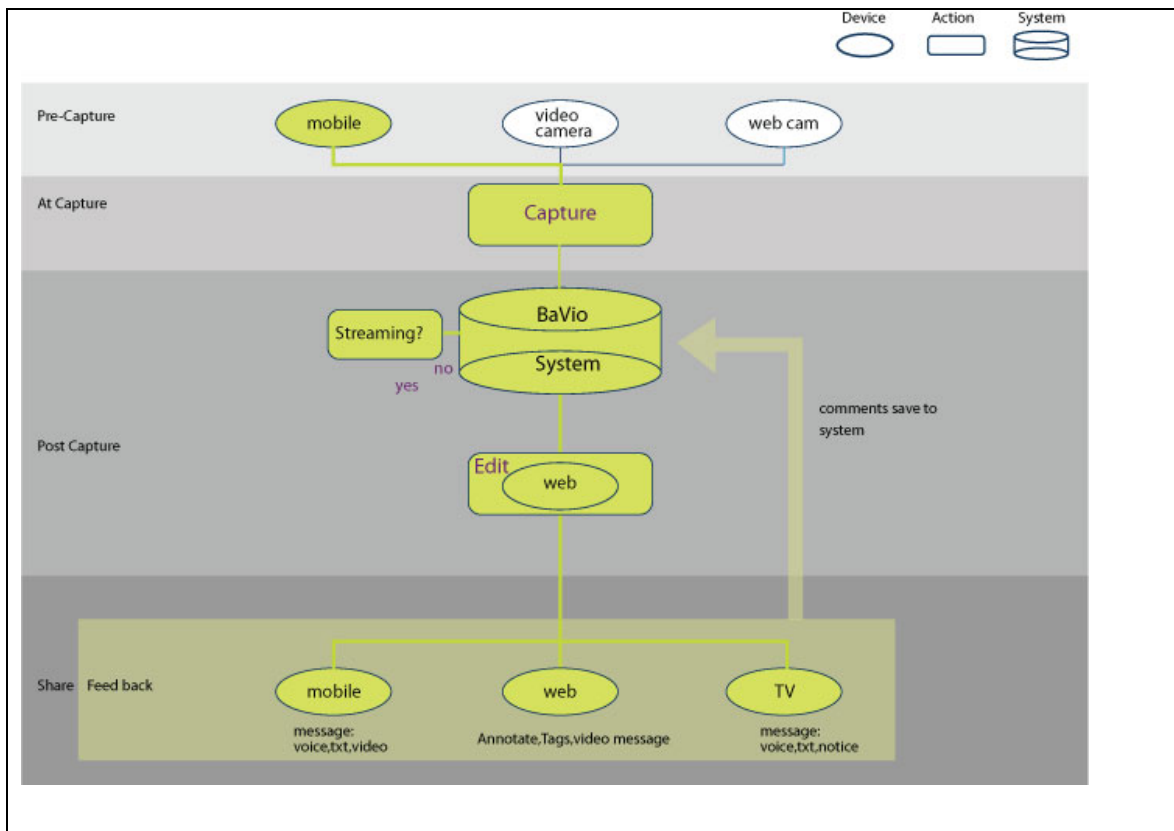 Device Action System
Pre-Capture
mobile
video
camera
web cam
At Capture
Capture
BaVio
System
Streaming?
no
yes
comments save to
system
Post Capture
Edit
web
Share Feed back
mobile
web
TV
message:
voice,txt,video
Annotate,Tags,video message
message:
voice,txt,notice